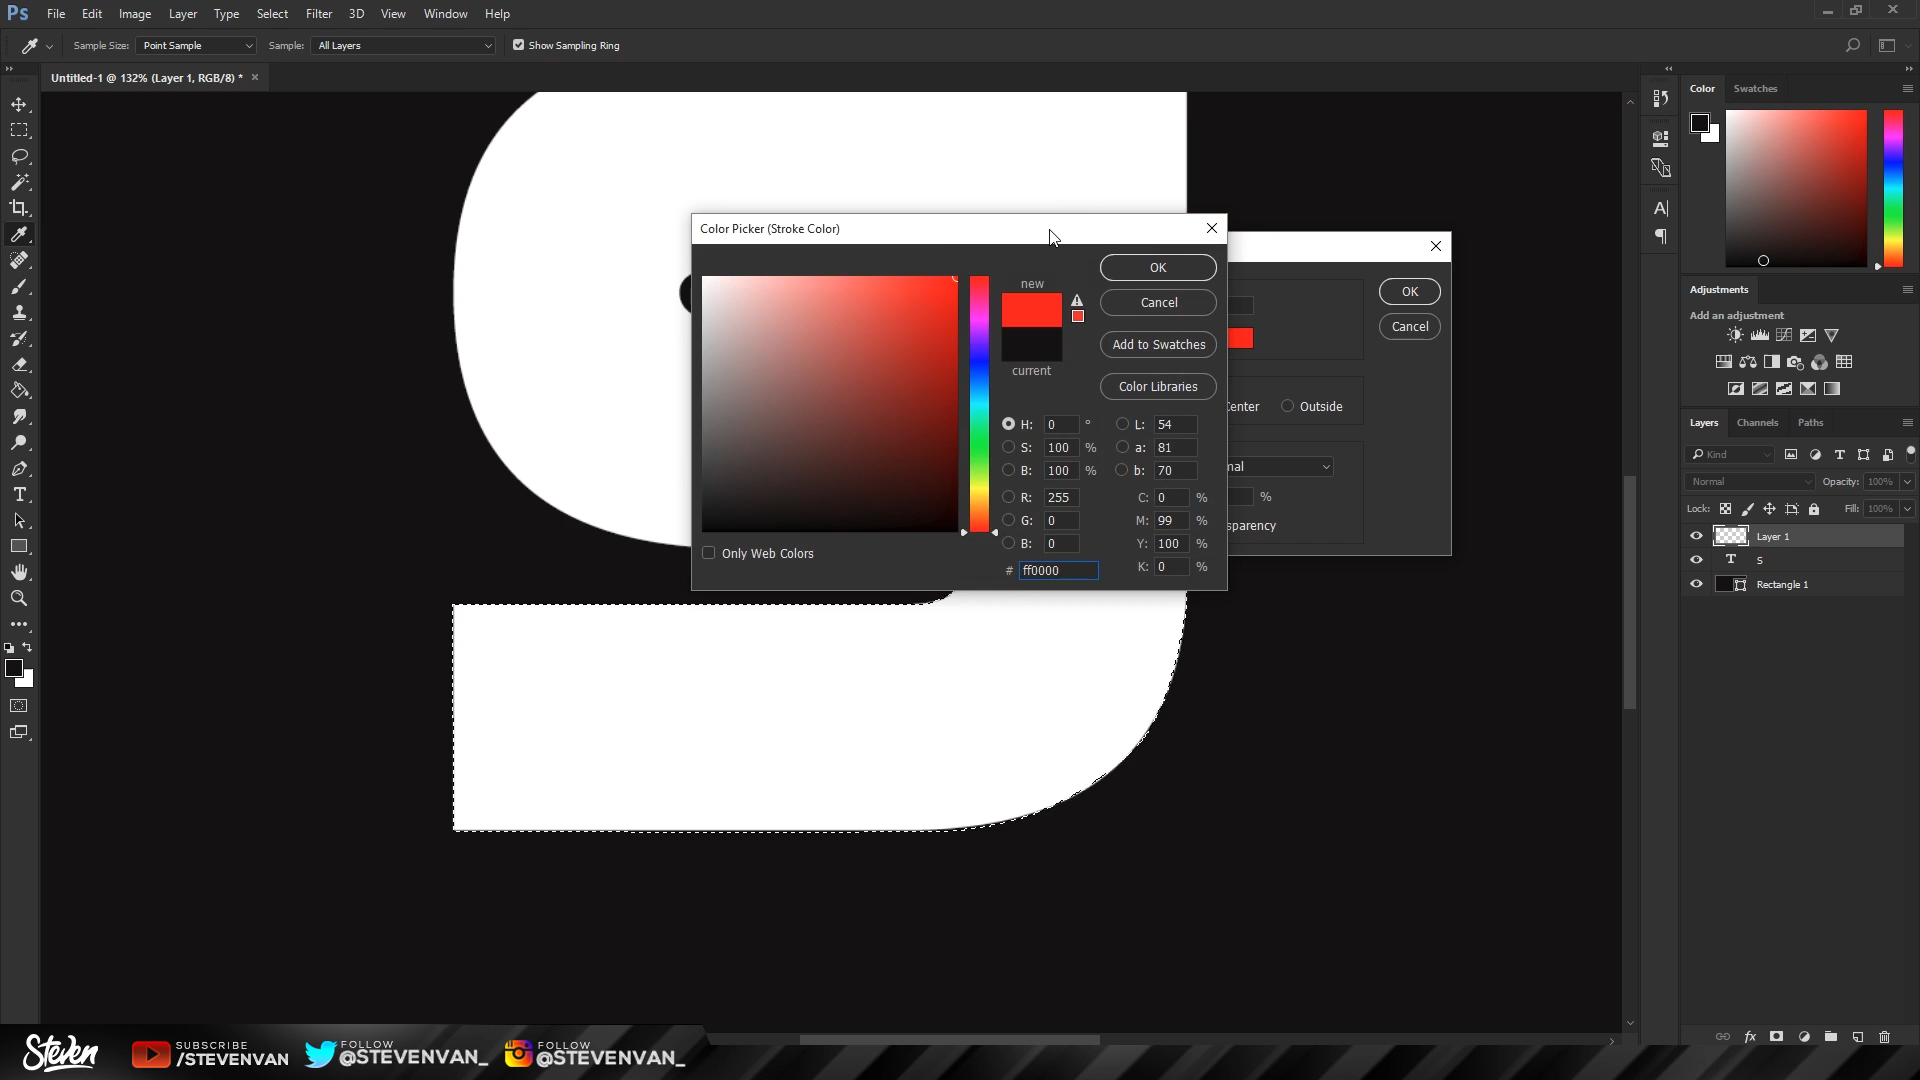 Ps File Edit Image Layer Type Select Filter 3D View Window Help
Sample Size: Point Sample Sample: All Layers Show Sampling Ring
Untitled-1 @ 132% (Layer 1, RGB/8) *
Color Swatches
Color Picker (Stroke Color)
new
current
OK
Cancel
Add to Swatches
Color Libraries
H: 0 °
S: 100 %
B: 100 %
R: 255
G: 0
B: 0
# ff0000
L: 54
a: 81
b: 70
C: 0 %
M: 99 %
Y: 100 %
K: 0 %
Only Web Colors
OK
Cancel
Center Outside
%
Adjustments
Add an adjustment
Layers Channels Paths
Kind
Normal Opacity: 100%
Lock: Fill: 100%
Layer 1
T S
Rectangle 1
fx
Steven
SUBSCRIBE
/STEVENVAN
FOLLOW
@STEVENVAN_
FOLLOW
@STEVENVAN_